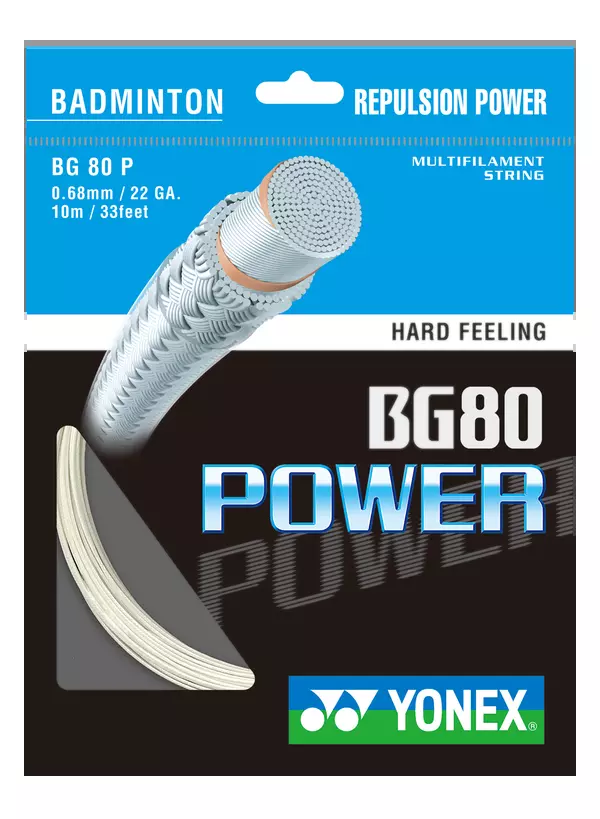 BADMINTON
REPULSION POWER
BG 80 P
0.68mm / 22 GA.
10m / 33feet
MULTIFILAMENT
STRING
HARD FEELING
BG80
POWER
POWER
YONEX®